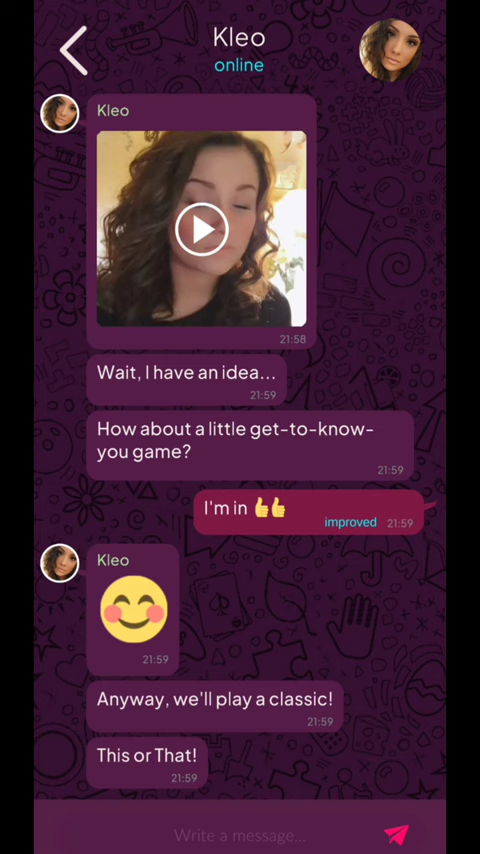 Kleo
online
Kleo
21:58
Wait, I have an idea...
21:59
How about a little get-to-know-
you game?
21:59
I'm in 👍👍
improved 21:59
Kleo
😊
21:59
Anyway, we'll play a classic!
21:59
This or That!
21:59
Write a message...